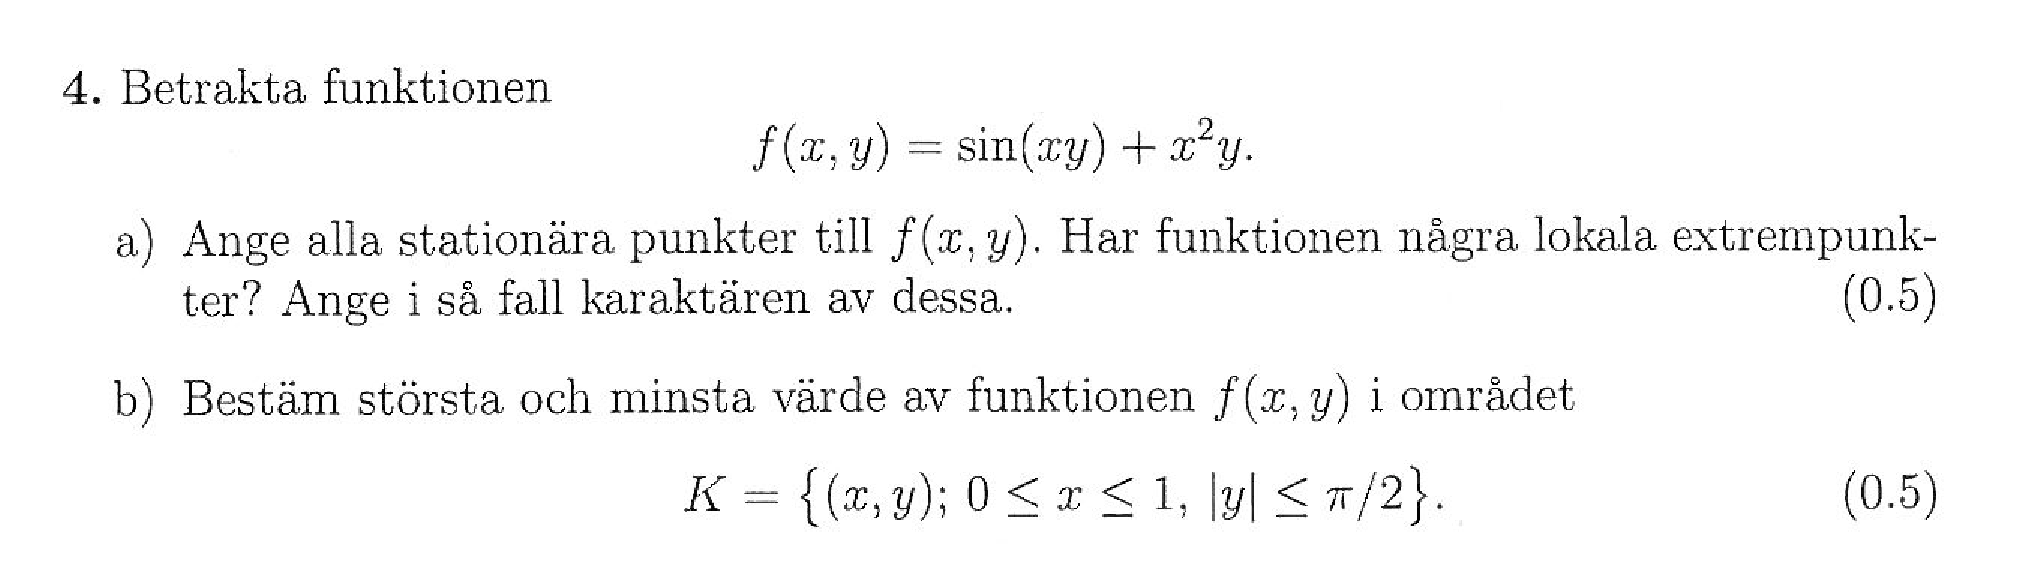 4. Betrakta funktionen
f(x, y) = sin(xy) + x²y.
a) Ange alla stationära punkter till f(x, y). Har funktionen några lokala extrempunk-
ter? Ange i så fall karaktären av dessa. (0.5)
b) Bestäm största och minsta värde av funktionen f(x, y) i området
K = {(x, y); 0 ≤ x ≤ 1, |y| ≤ π/2}. (0.5)